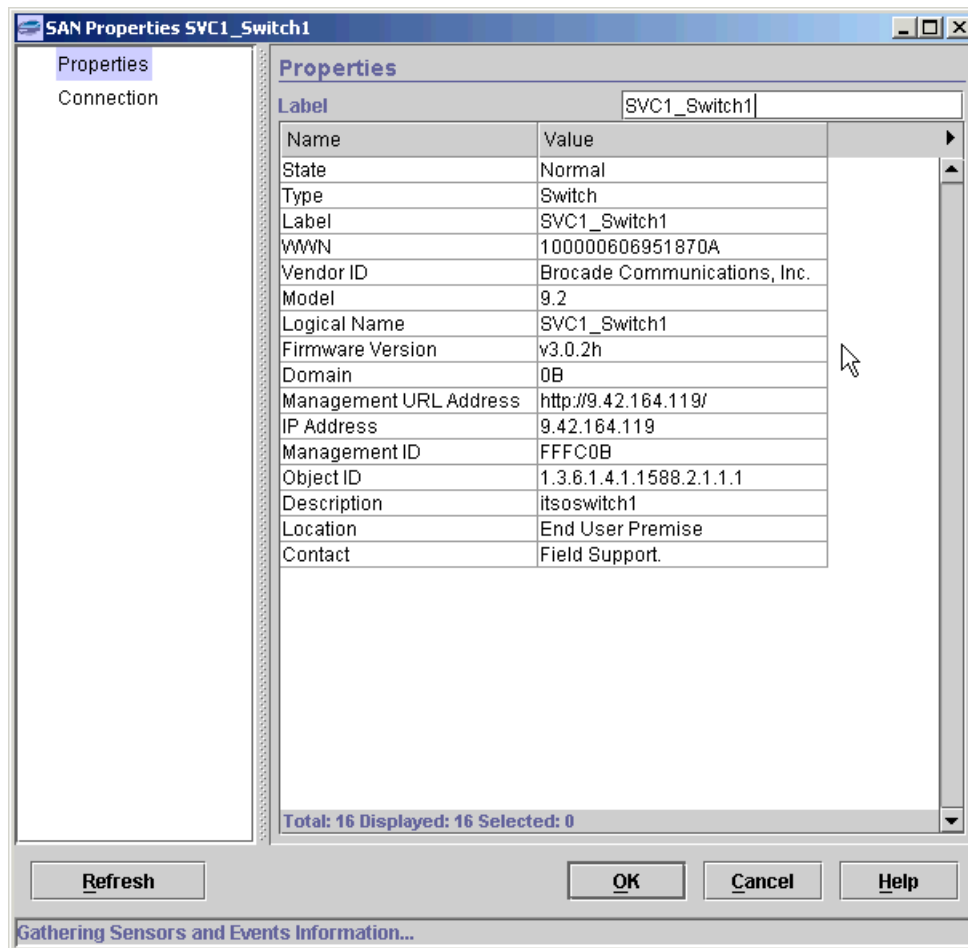 SAN Properties SVC1_Switch1
Properties
Connection
Properties
Label SVC1_Switch1
Name Value
State Normal
Type Switch
Label SVC1_Switch1
WWN 100000606951870A
Vendor ID Brocade Communications, Inc.
Model 9.2
Logical Name SVC1_Switch1
Firmware Version v3.0.2h
Domain 0B
Management URL Address http://9.42.164.119/
IP Address 9.42.164.119
Management ID FFFC0B
Object ID 1.3.6.1.4.1.1588.2.1.1.1
Description itsoswitch1
Location End User Premise
Contact Field Support.
Total: 16 Displayed: 16 Selected: 0
Refresh OK Cancel Help
Gathering Sensors and Events Information...